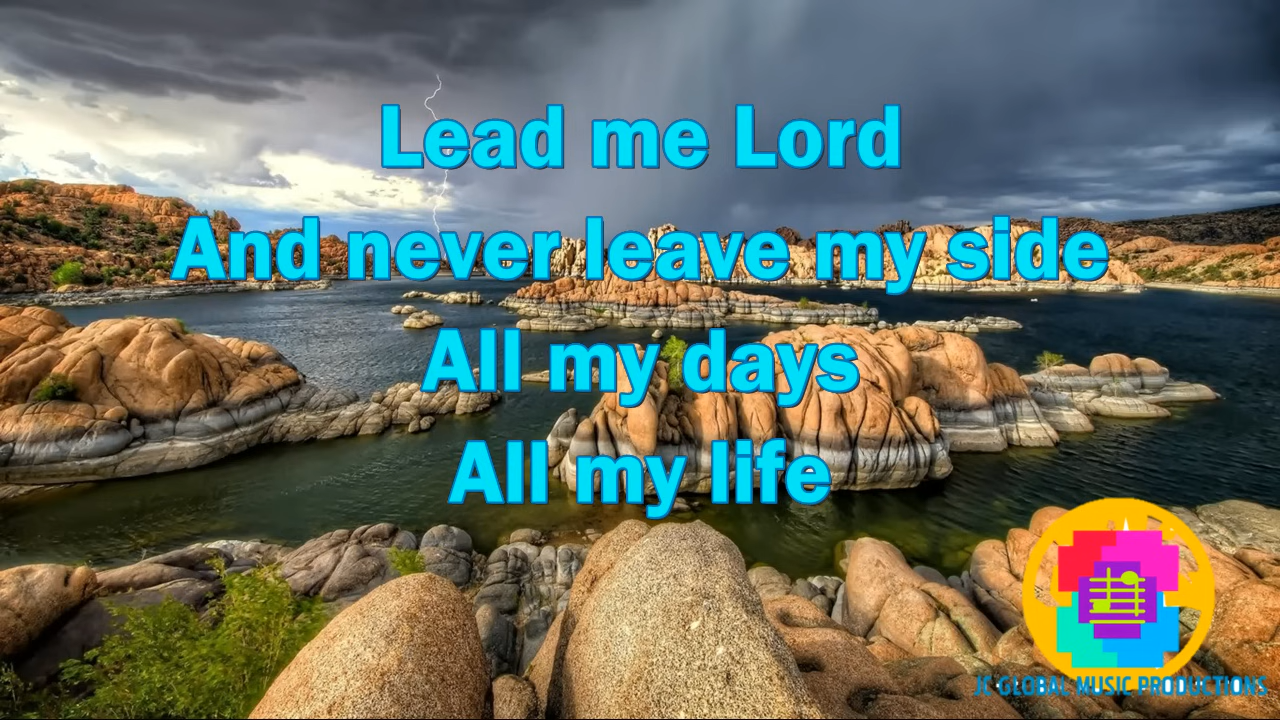 Lead me Lord
And never leave my side
All my days
All my life
JC GLOBAL MUSIC PRODUCTIONS